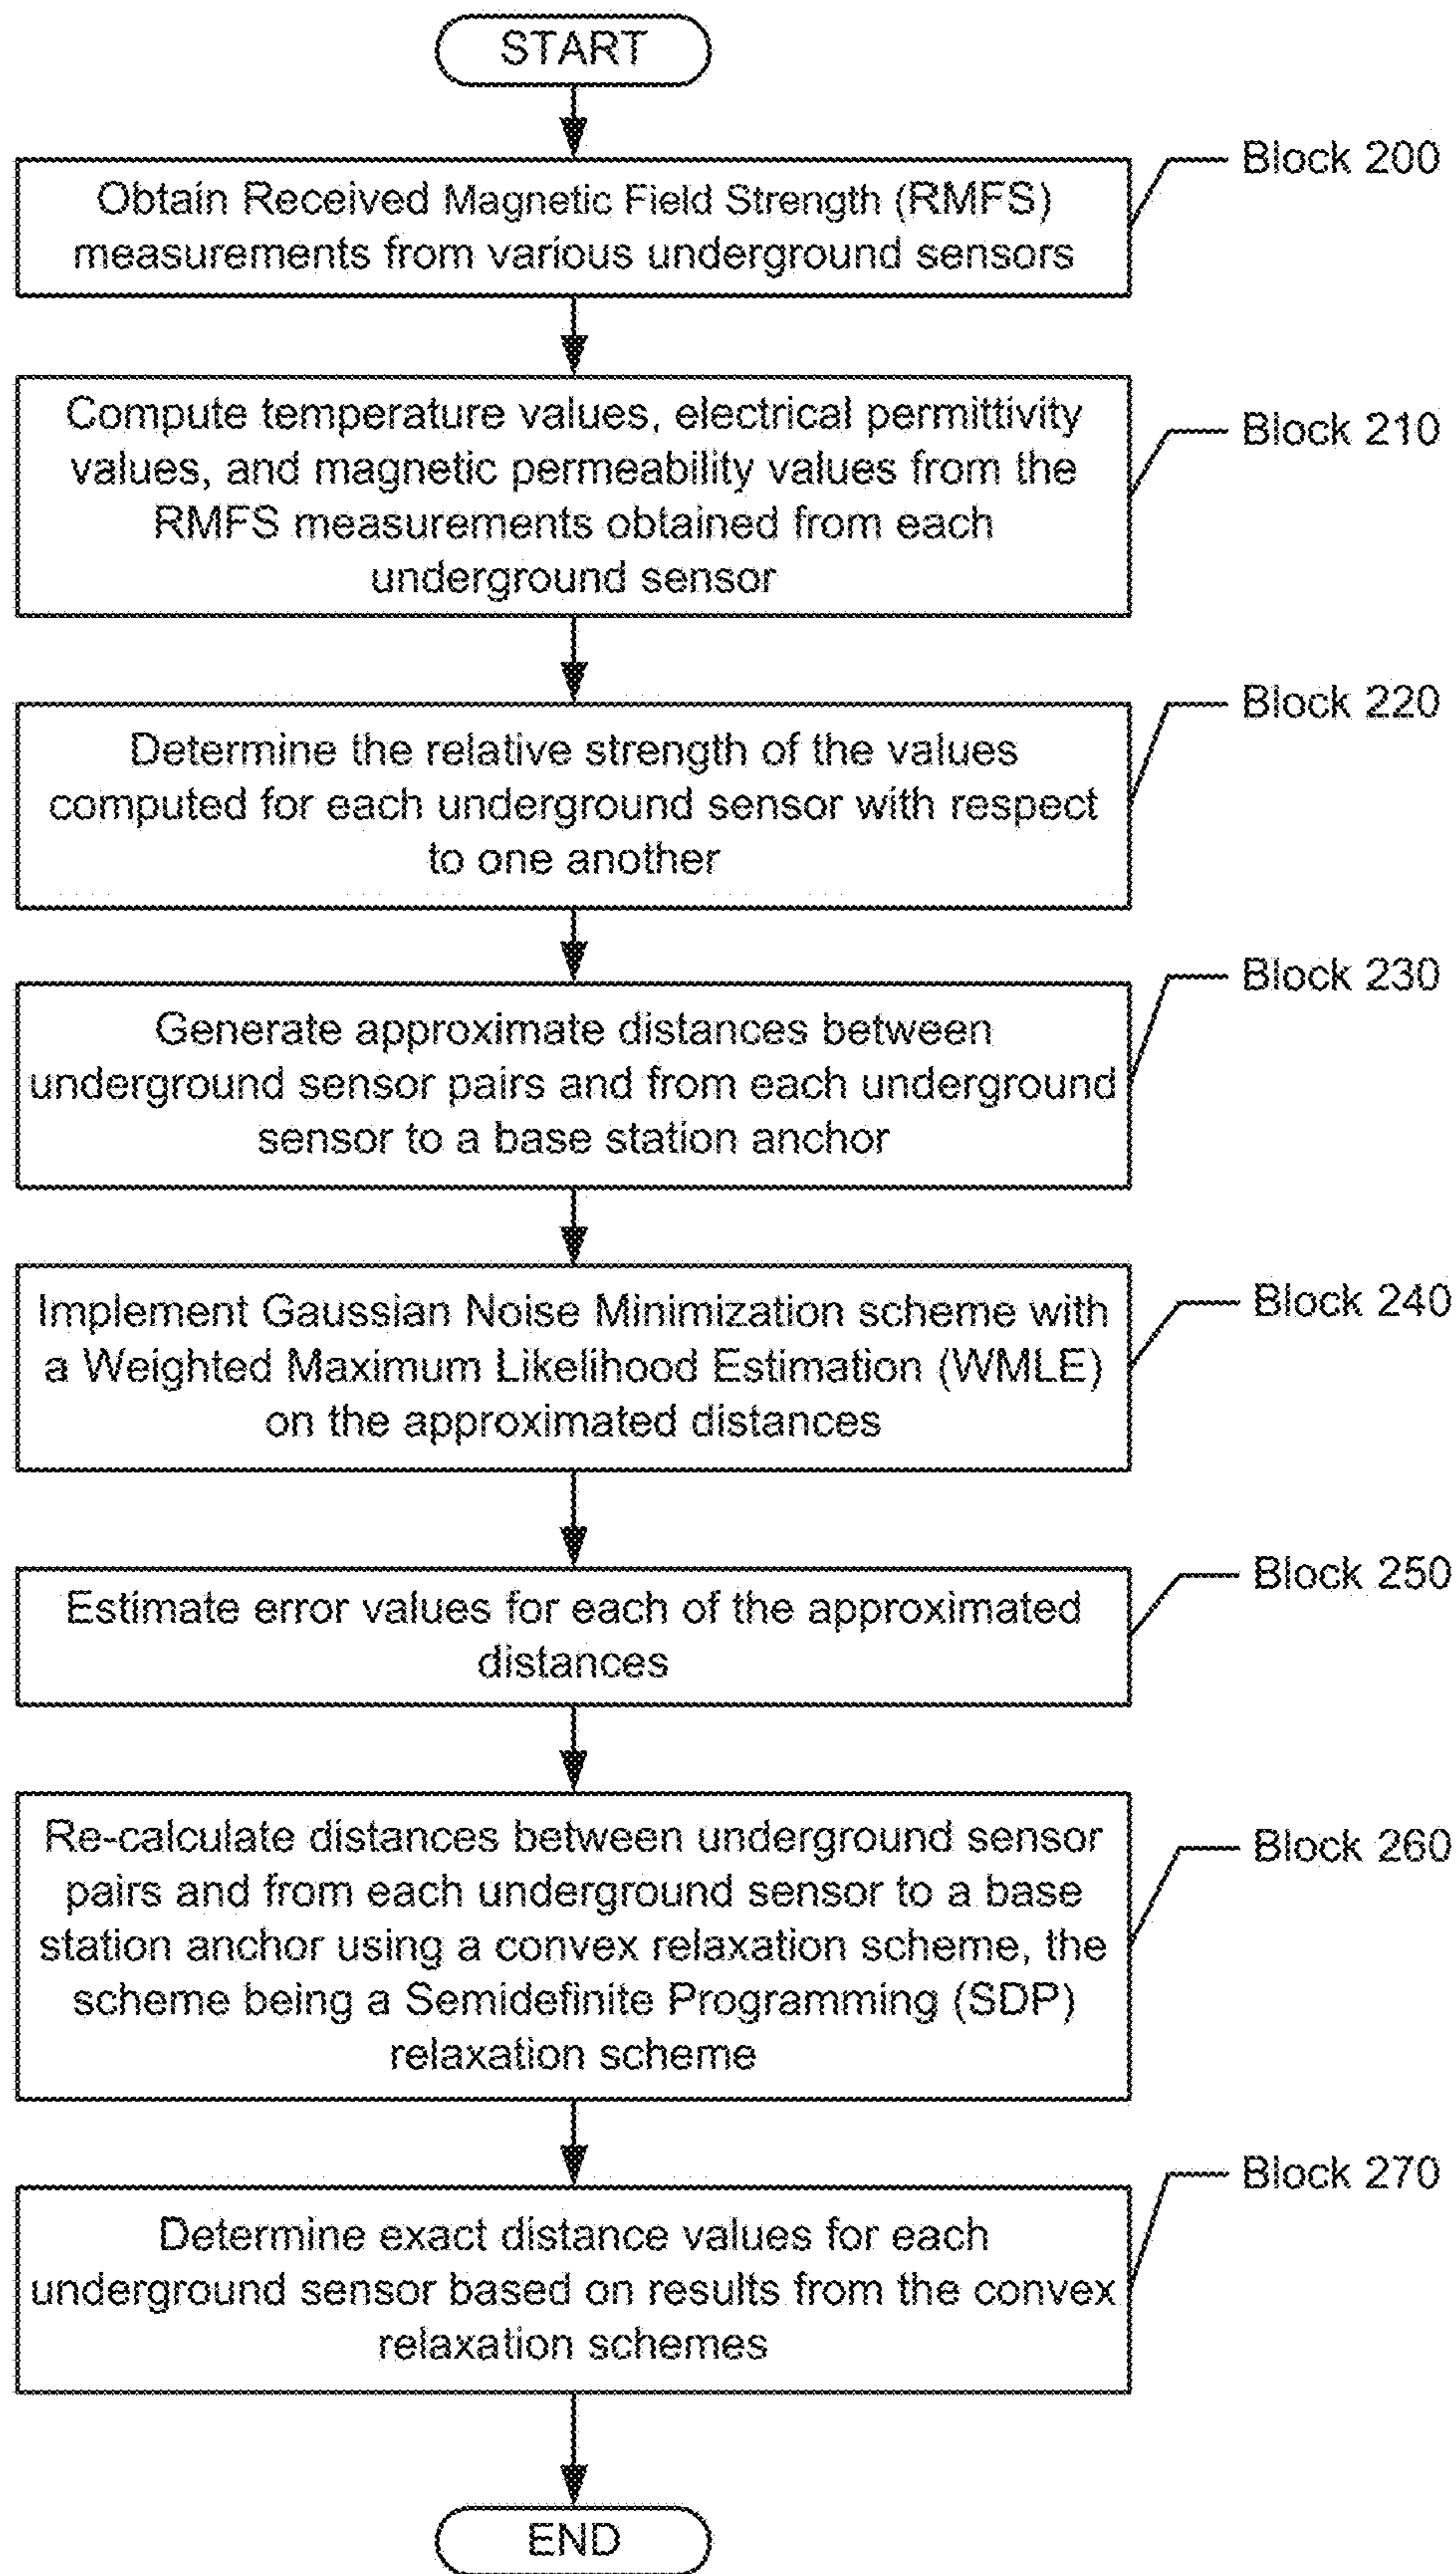 START
Block 200
Obtain Received Magnetic Field Strength (RMFS)
measurements from various underground sensors
Block 210
Compute temperature values, electrical permittivity
values, and magnetic permeability values from the
RMFS measurements obtained from each
underground sensor
Block 220
Determine the relative strength of the values
computed for each underground sensor with respect
to one another
Block 230
Generate approximate distances between
underground sensor pairs and from each underground
sensor to a base station anchor
Block 240
Implement Gaussian Noise Minimization scheme with
a Weighted Maximum Likelihood Estimation (WMLE)
on the approximated distances
Block 250
Estimate error values for each of the approximated
distances
Block 260
Re-calculate distances between underground sensor
pairs and from each underground sensor to a base
station anchor using a convex relaxation scheme, the
scheme being a Semidefinite Programming (SDP)
relaxation scheme
Block 270
Determine exact distance values for each
underground sensor based on results from the convex
relaxation schemes
END